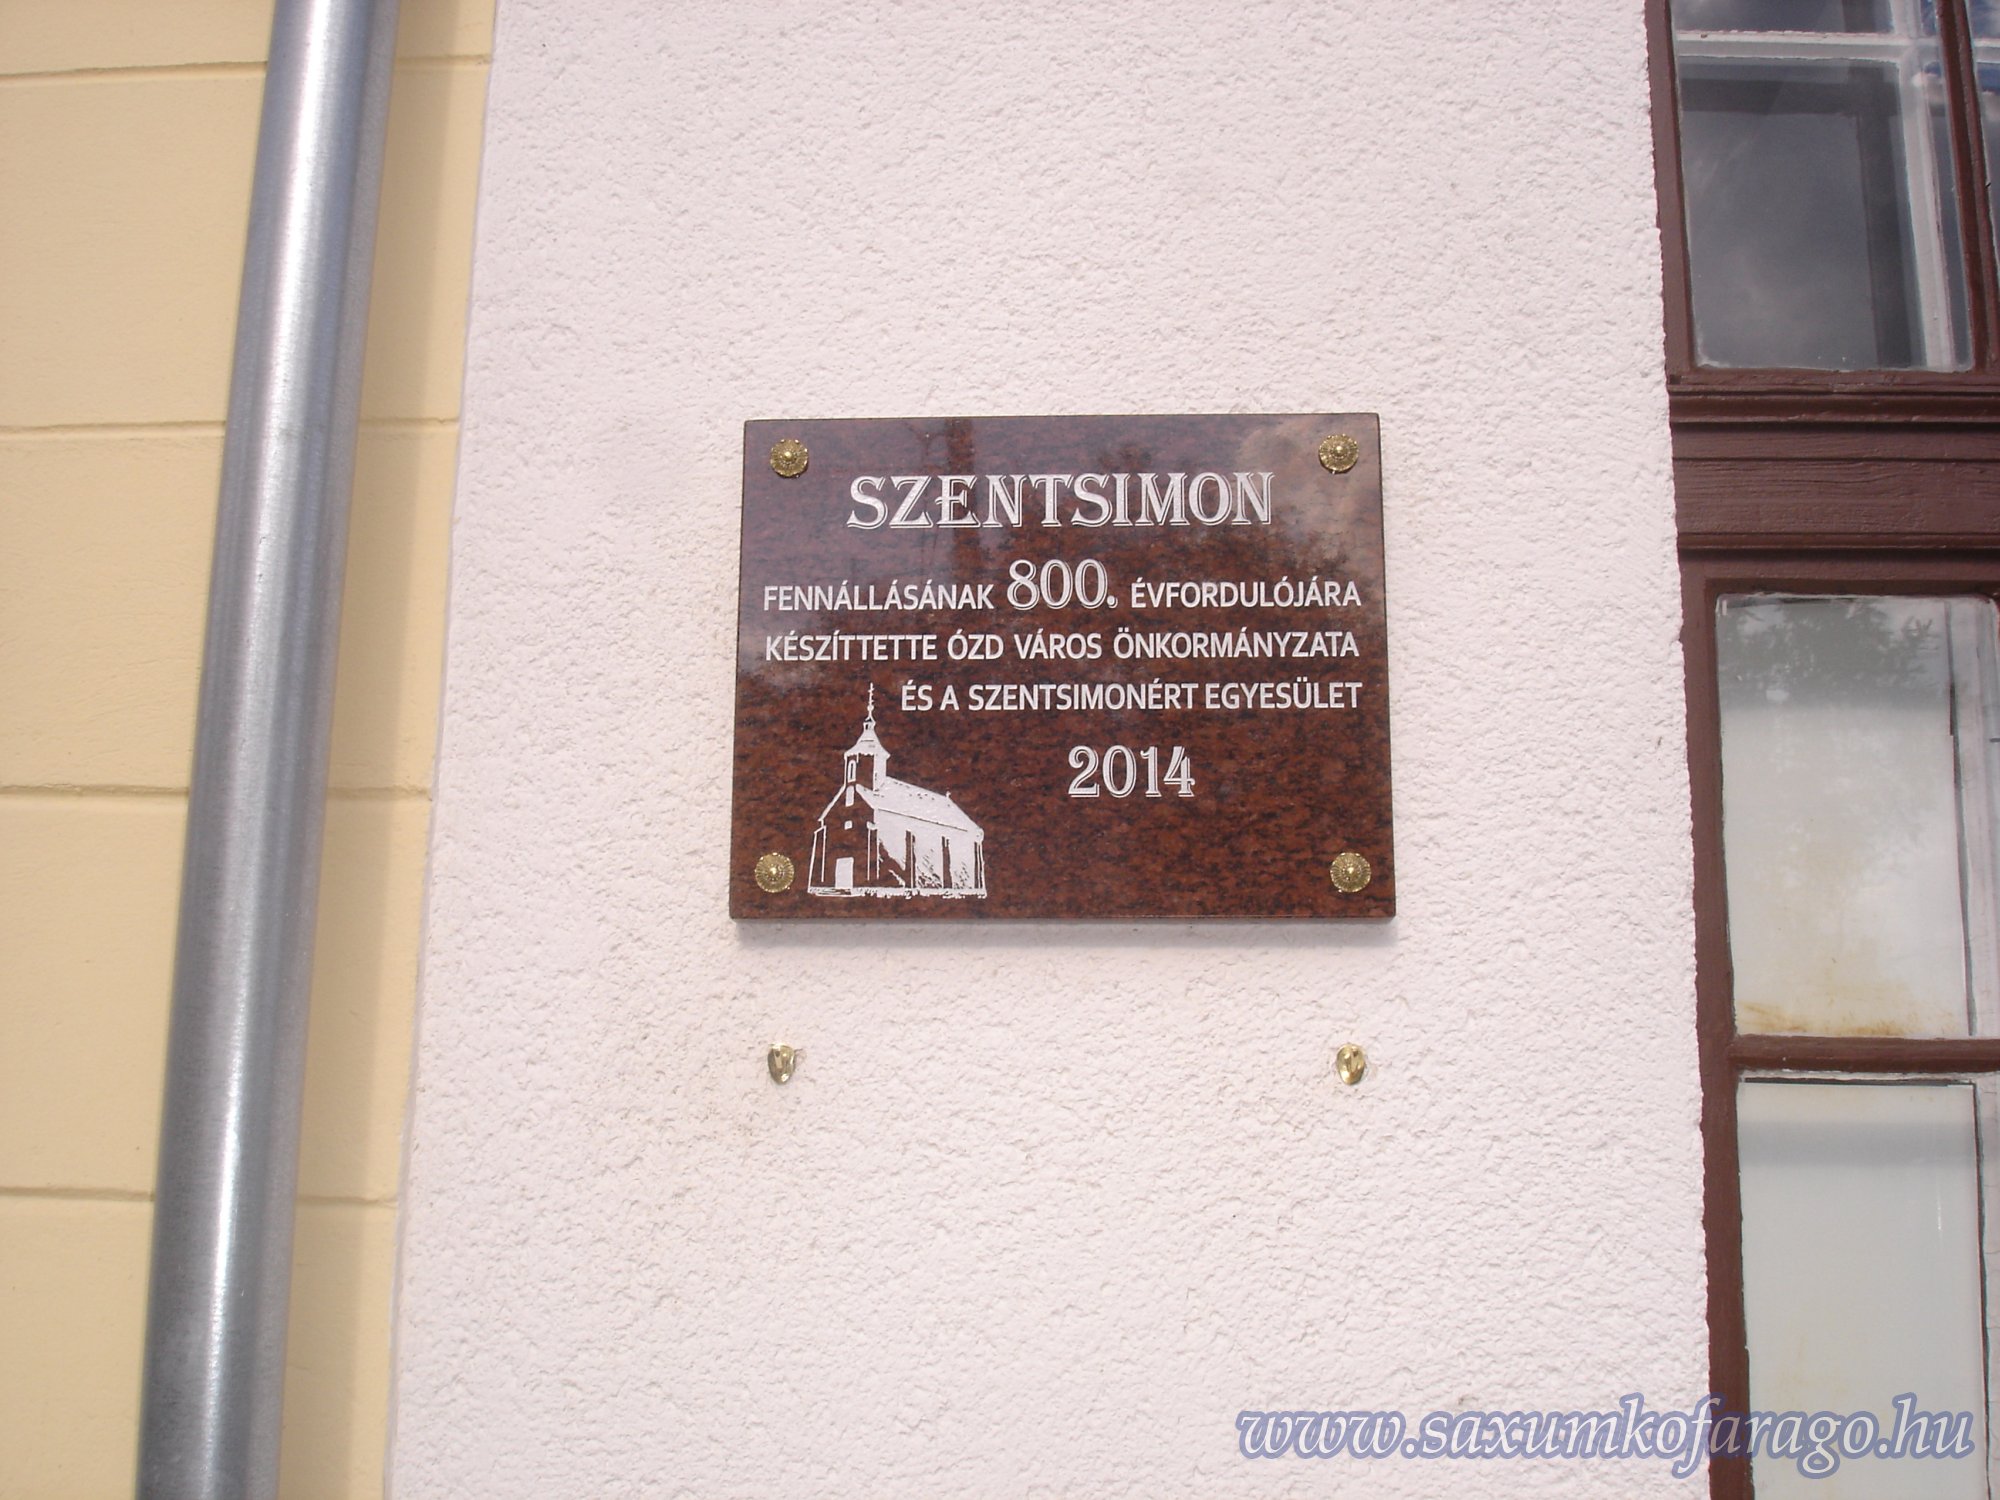 SZENTSIMON
FENNÁLLÁSÁNAK 800. ÉVFORDULÓJÁRA
KÉSZÍTTETTE ÓZD VÁROS ÖNKORMÁNYZATA
ÉS A SZENTSIMONÉRT EGYESÜLET
2014
www.saxumkofarago.hu